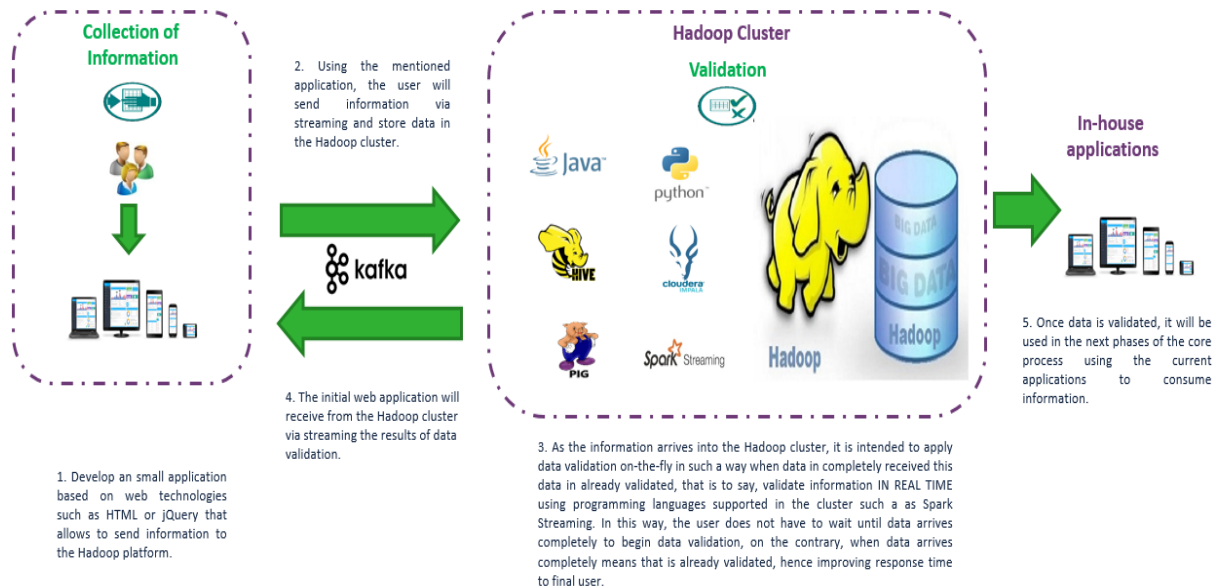 Collection of
Information
2. Using the mentioned
application, the user will
send information via
streaming and store data in
the Hadoop cluster.
kafka
4. The initial web application will
receive from the Hadoop cluster
via streaming the results of data
validation.
1. Develop an small application
based on web technologies
such as HTML or jQuery that
allows to send information to
the Hadoop platform.
Hadoop Cluster
Validation
Java™
python™
HIVE
cloudera
IMPALA
PIG
Spark Streaming
Hadoop
BIG DATA
BIG DATA
Hadoop
3. As the information arrives into the Hadoop cluster, it is intended to apply
data validation on-the-fly in such a way when data in completely received this
data in already validated, that is to say, validate information IN REAL TIME
using programming languages supported in the cluster such a as Spark
Streaming. In this way, the user does not have to wait until data arrives
completely to begin data validation, on the contrary, when data arrives
completely means that is already validated, hence improving response time
to final user.
In-house
applications
5. Once data is validated, it will be
used in the next phases of the core
process using the current
applications to consume
information.